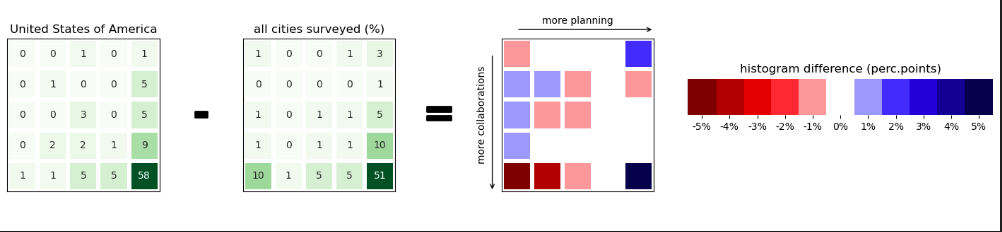 United States of America
0 0 1 0 1
0 1 0 0 5
0 0 3 0 5
0 2 2 1 9
1 1 5 5 58
-
all cities surveyed (%)
1 0 0 1 3
0 0 0 0 1
1 0 1 1 5
1 0 1 1 10
10 1 5 5 51
=
more planning
more collaborations
histogram difference (perc.points)
-5% -4% -3% -2% -1% 0% 1% 2% 3% 4% 5%